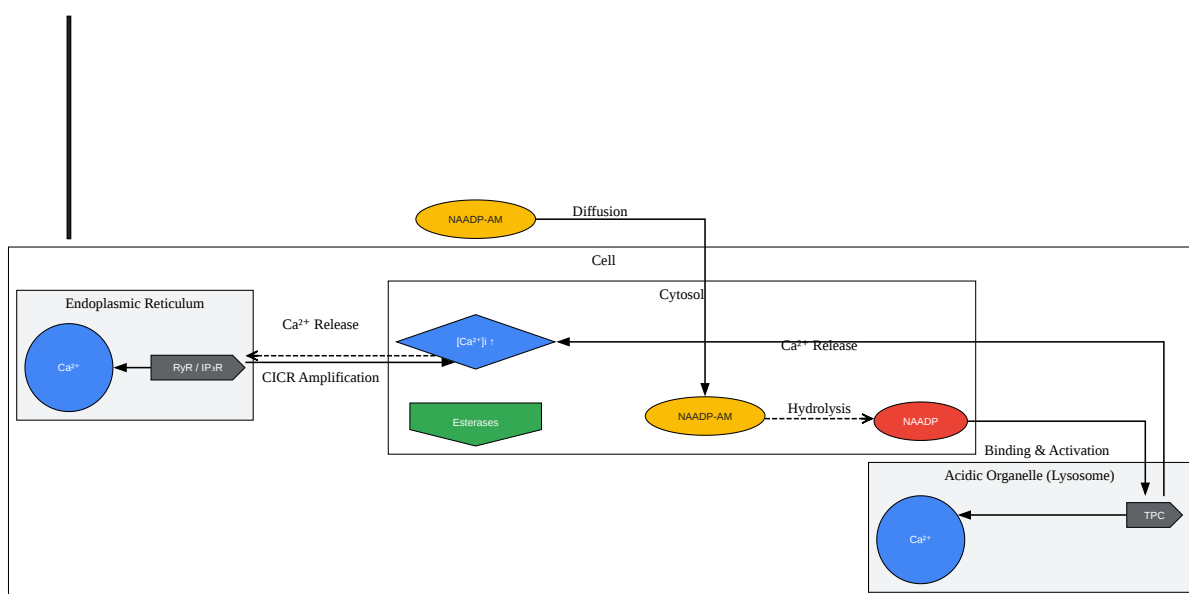 NAADP-AM
Diffusion
Cell
Cytosol
Endoplasmic Reticulum
Ca²⁺
RyR / IP₃R
Ca²⁺ Release
CICR Amplification
[Ca²⁺]i ↑
Ca²⁺ Release
Esterases
NAADP-AM
Hydrolysis
NAADP
Binding & Activation
Acidic Organelle (Lysosome)
Ca²⁺
TPC